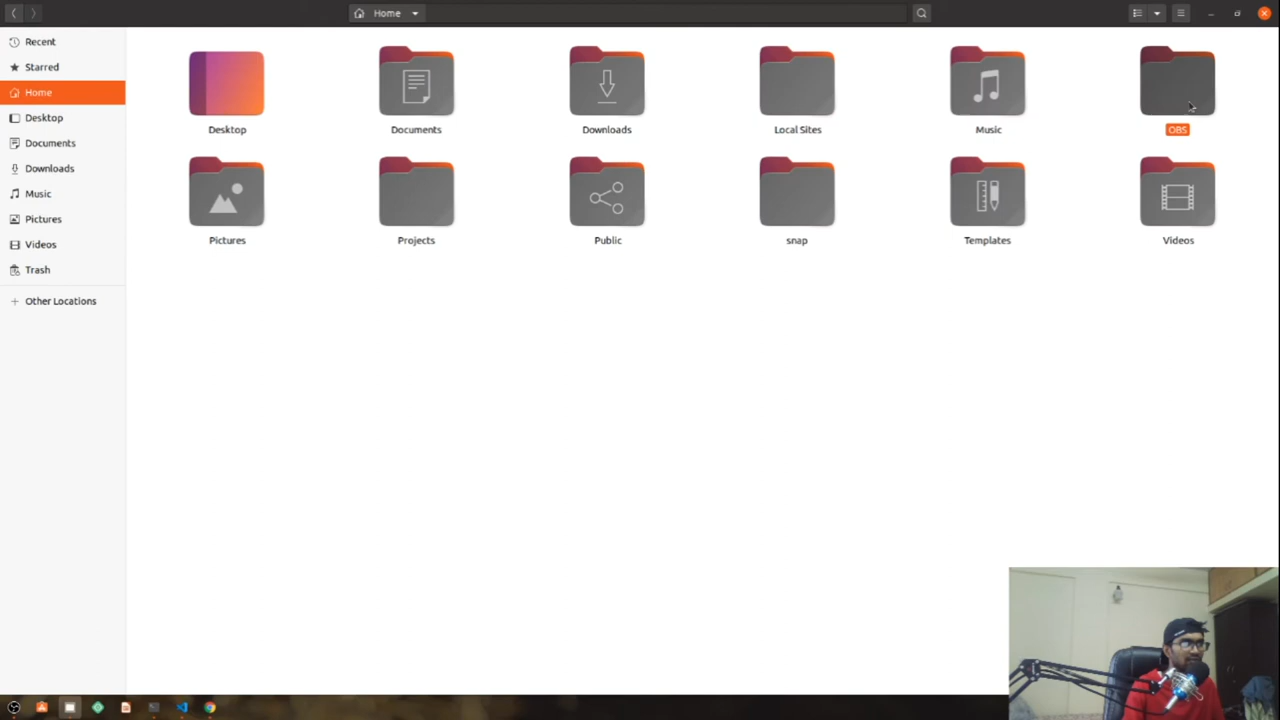 Home
Recent
Starred
Home
Desktop
Documents
Downloads
Music
Pictures
Videos
Trash
Other Locations
Desktop
Documents
Downloads
Local Sites
Music
OBS
Pictures
Projects
Public
snap
Templates
Videos